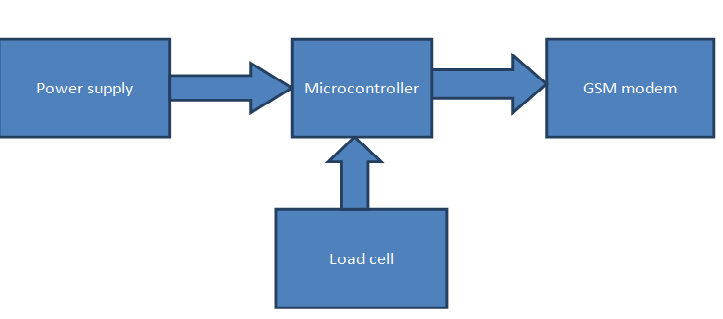 Power supply
Microcontroller
GSM modem
Load cell